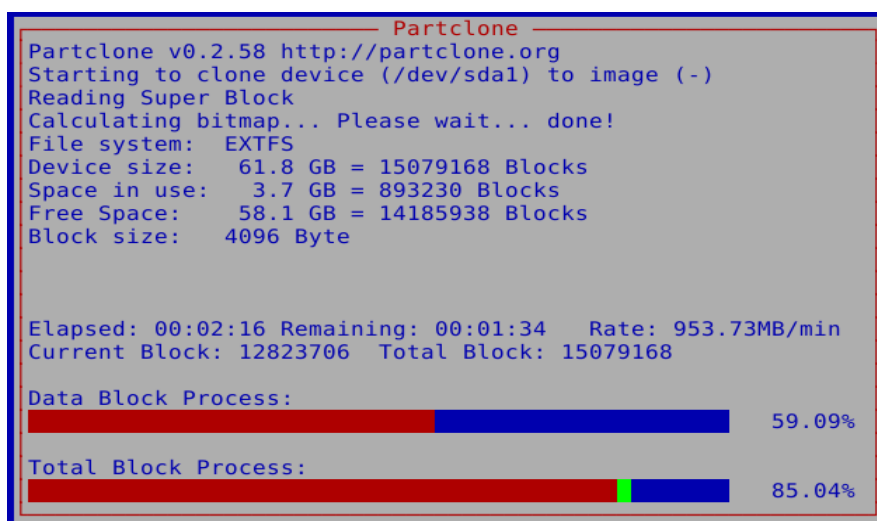 Partclone
Partclone v0.2.58 http://partclone.org
Starting to clone device (/dev/sda1) to image (-)
Reading Super Block
Calculating bitmap... Please wait... done!
File system:  EXTFS
Device size:   61.8 GB = 15079168 Blocks
Space in use:   3.7 GB = 893230 Blocks
Free Space:    58.1 GB = 14185938 Blocks
Block size:   4096 Byte
Elapsed: 00:02:16 Remaining: 00:01:34   Rate: 953.73MB/min
Current Block: 12823706  Total Block: 15079168
Data Block Process:
59.09%
Total Block Process:
85.04%